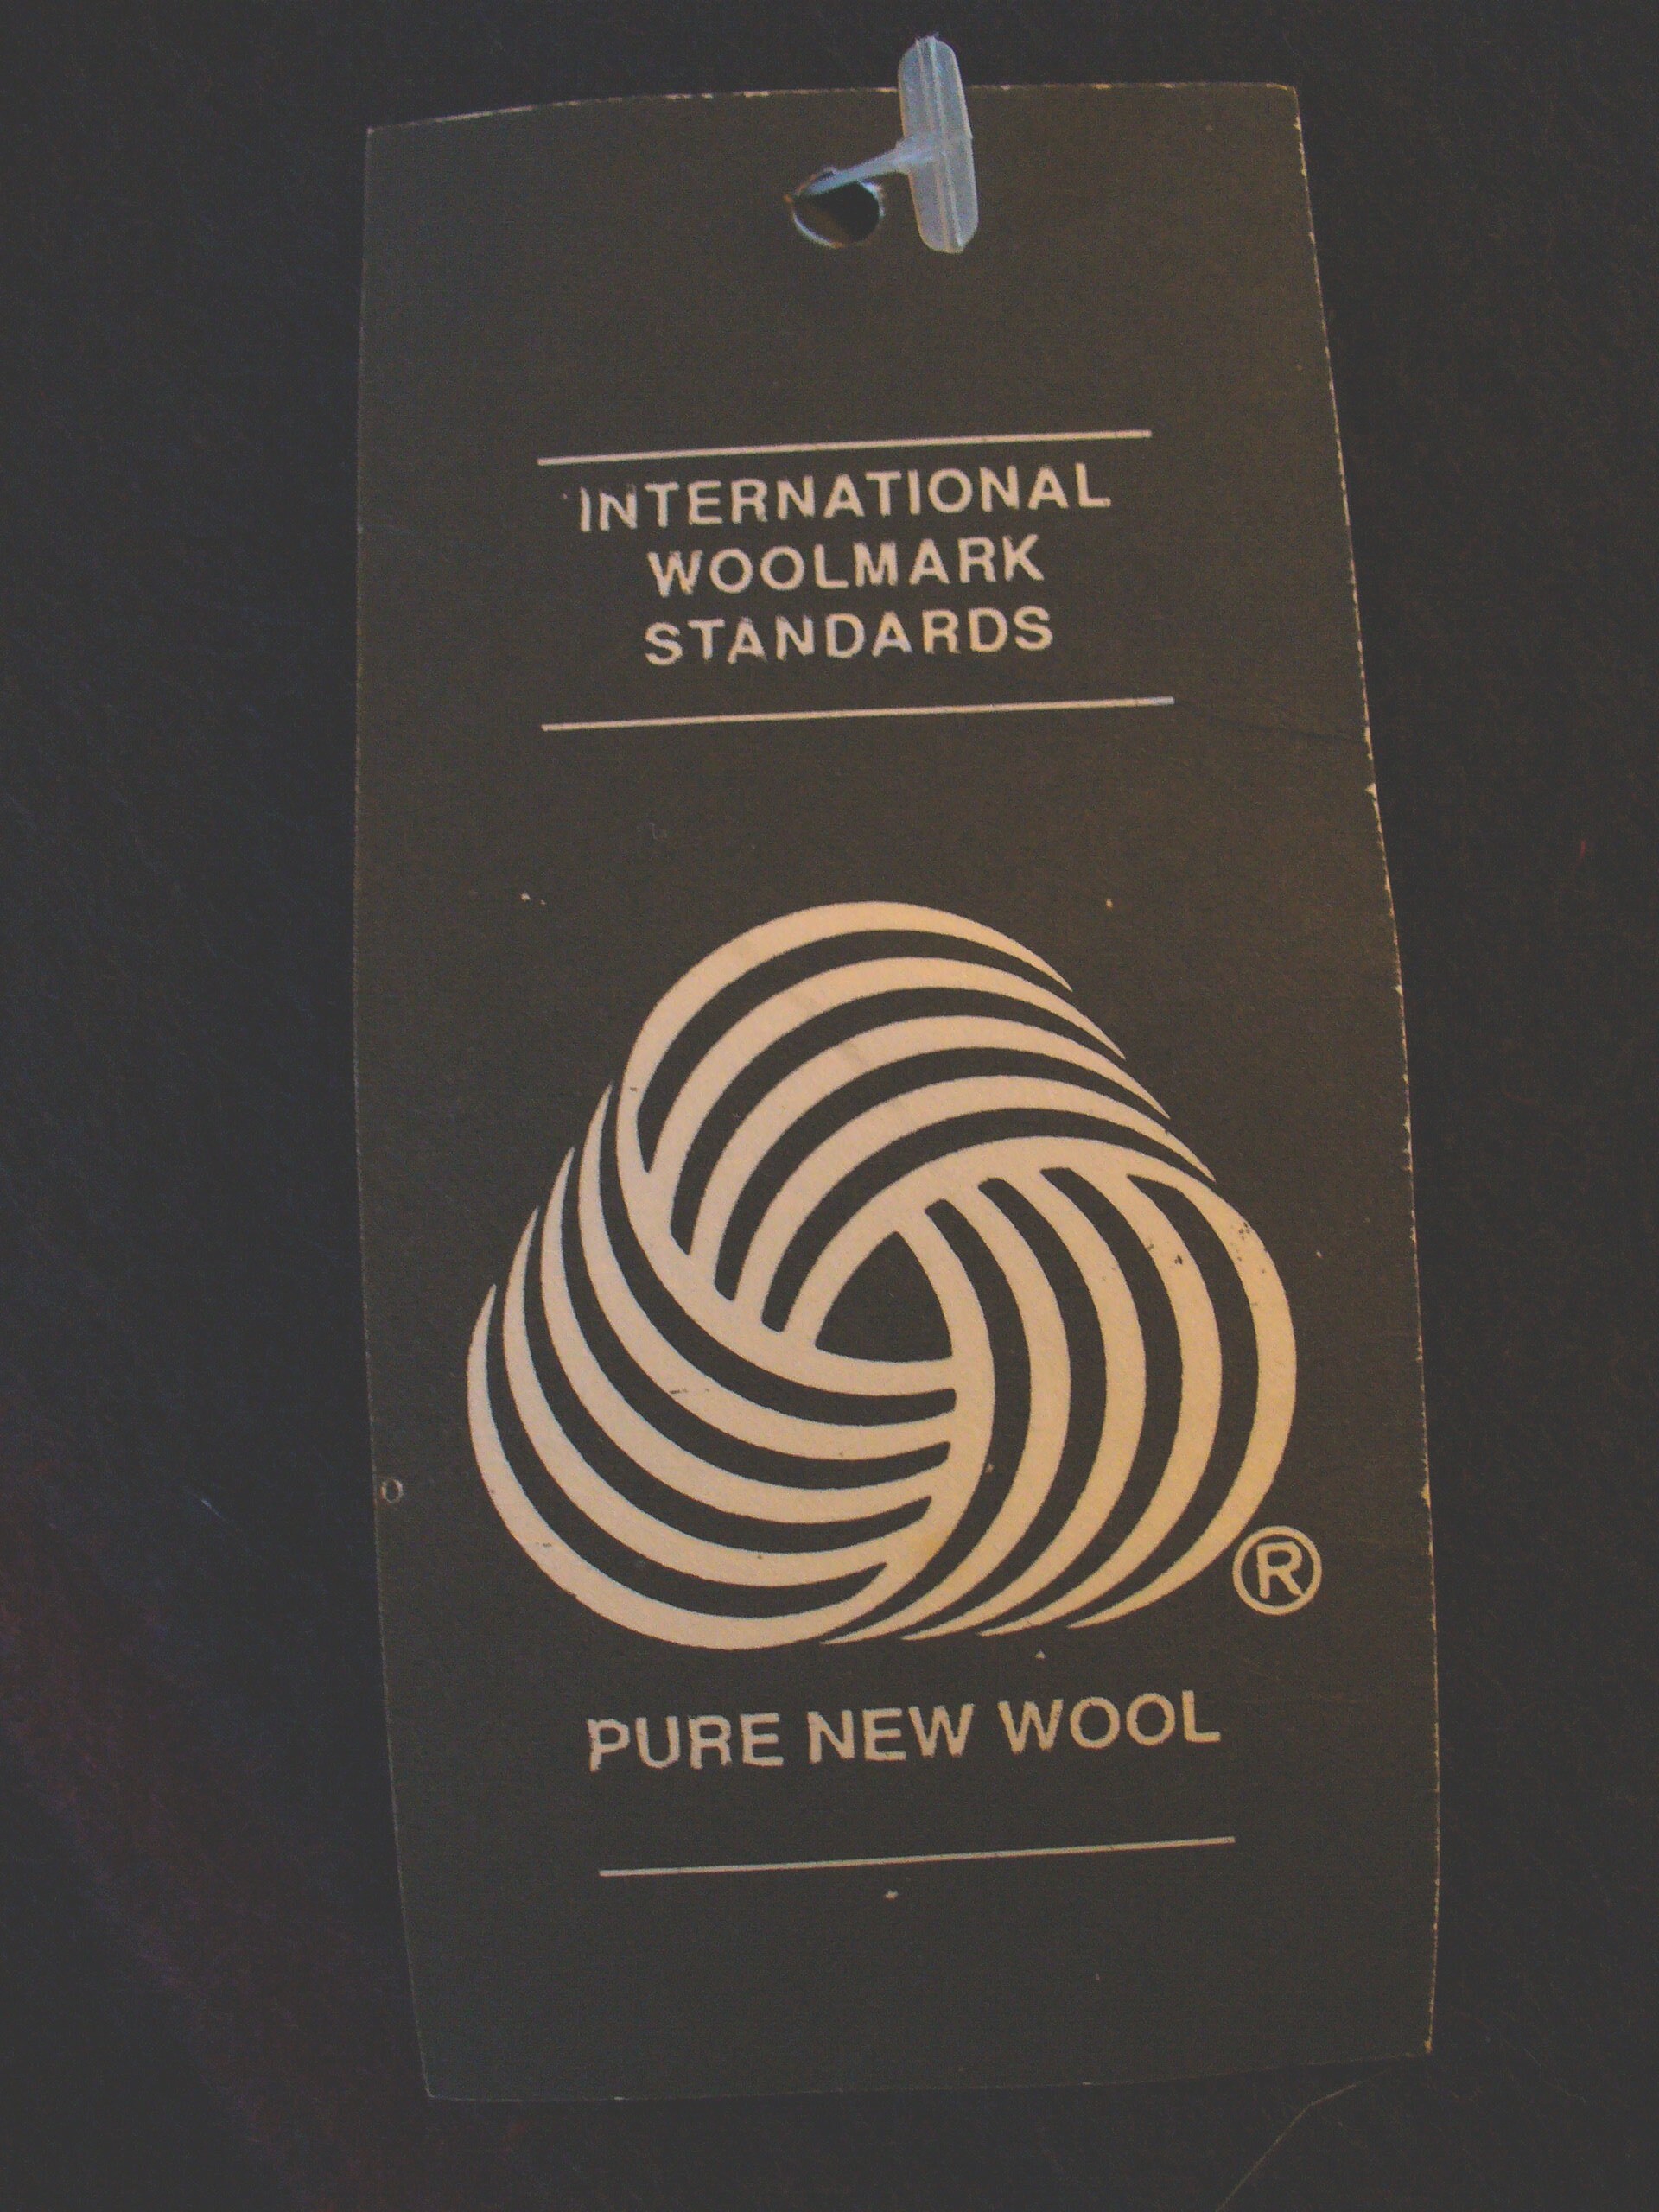 INTERNATIONAL
WOOLMARK
STANDARDS
®
PURE NEW WOOL